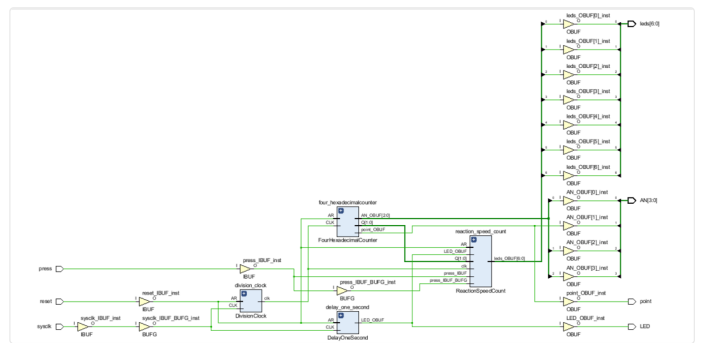 leds_OBUF[0]_inst
leds[6:0]
OBUF
leds_OBUF[1]_inst
OBUF
leds_OBUF[2]_inst
OBUF
leds_OBUF[3]_inst
OBUF
leds_OBUF[4]_inst
OBUF
leds_OBUF[5]_inst
OBUF
leds_OBUF[6]_inst
OBUF
four_hexadecimalcounter
AR
CLK
AN_OBUF[2:0]
Q[1:0]
point_OBUF
FourHexadecimalCounter
AN_OBUF[0]_inst
AN[3:0]
OBUF
AN_OBUF[1]_inst
OBUF
AN_OBUF[2]_inst
OBUF
AN_OBUF[3]_inst
OBUF
reaction_speed_count
AR
LED_OBUF
Q[1:0]
clk
press_IBUF
press_IBUF_BUFG
leds_OBUF[6:0]
ReactionSpeedCount
press
press_IBUF_inst
IBUF
press_IBUF_BUFG_inst
BUFG
reset
reset_IBUF_inst
IBUF
division_clock
AR
CLK
clk
DivisionClock
point_OBUF_inst
OBUF
point
sysclk
sysclk_IBUF_inst
IBUF
sysclk_IBUF_BUFG_inst
BUFG
delay_one_second
AR
CLK
LED_OBUF
DelayOneSecond
LED_OBUF_inst
OBUF
LED